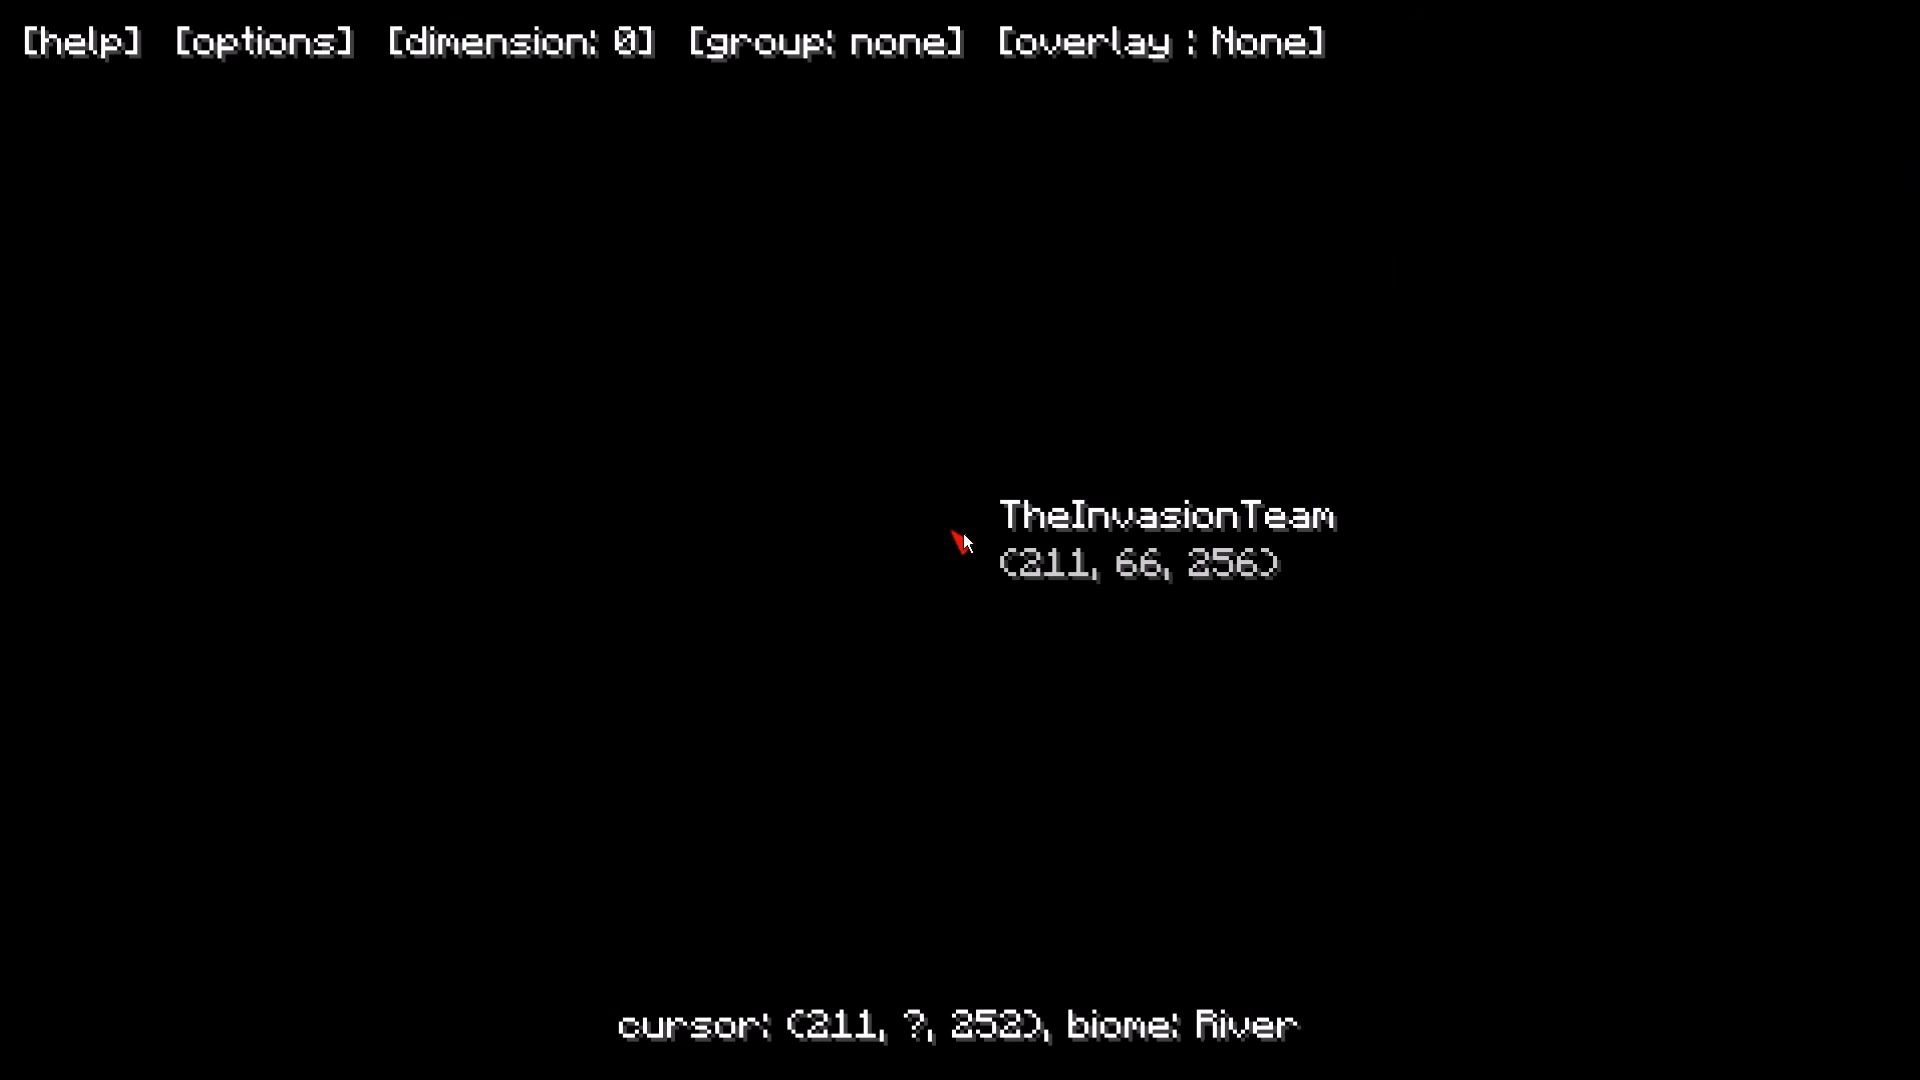 [help] [options] [dimension: 0] [group: none] [overlay : None]
TheInvasionTeam
(211, 66, 256)
cursor: (211, ?, 252), biome: River